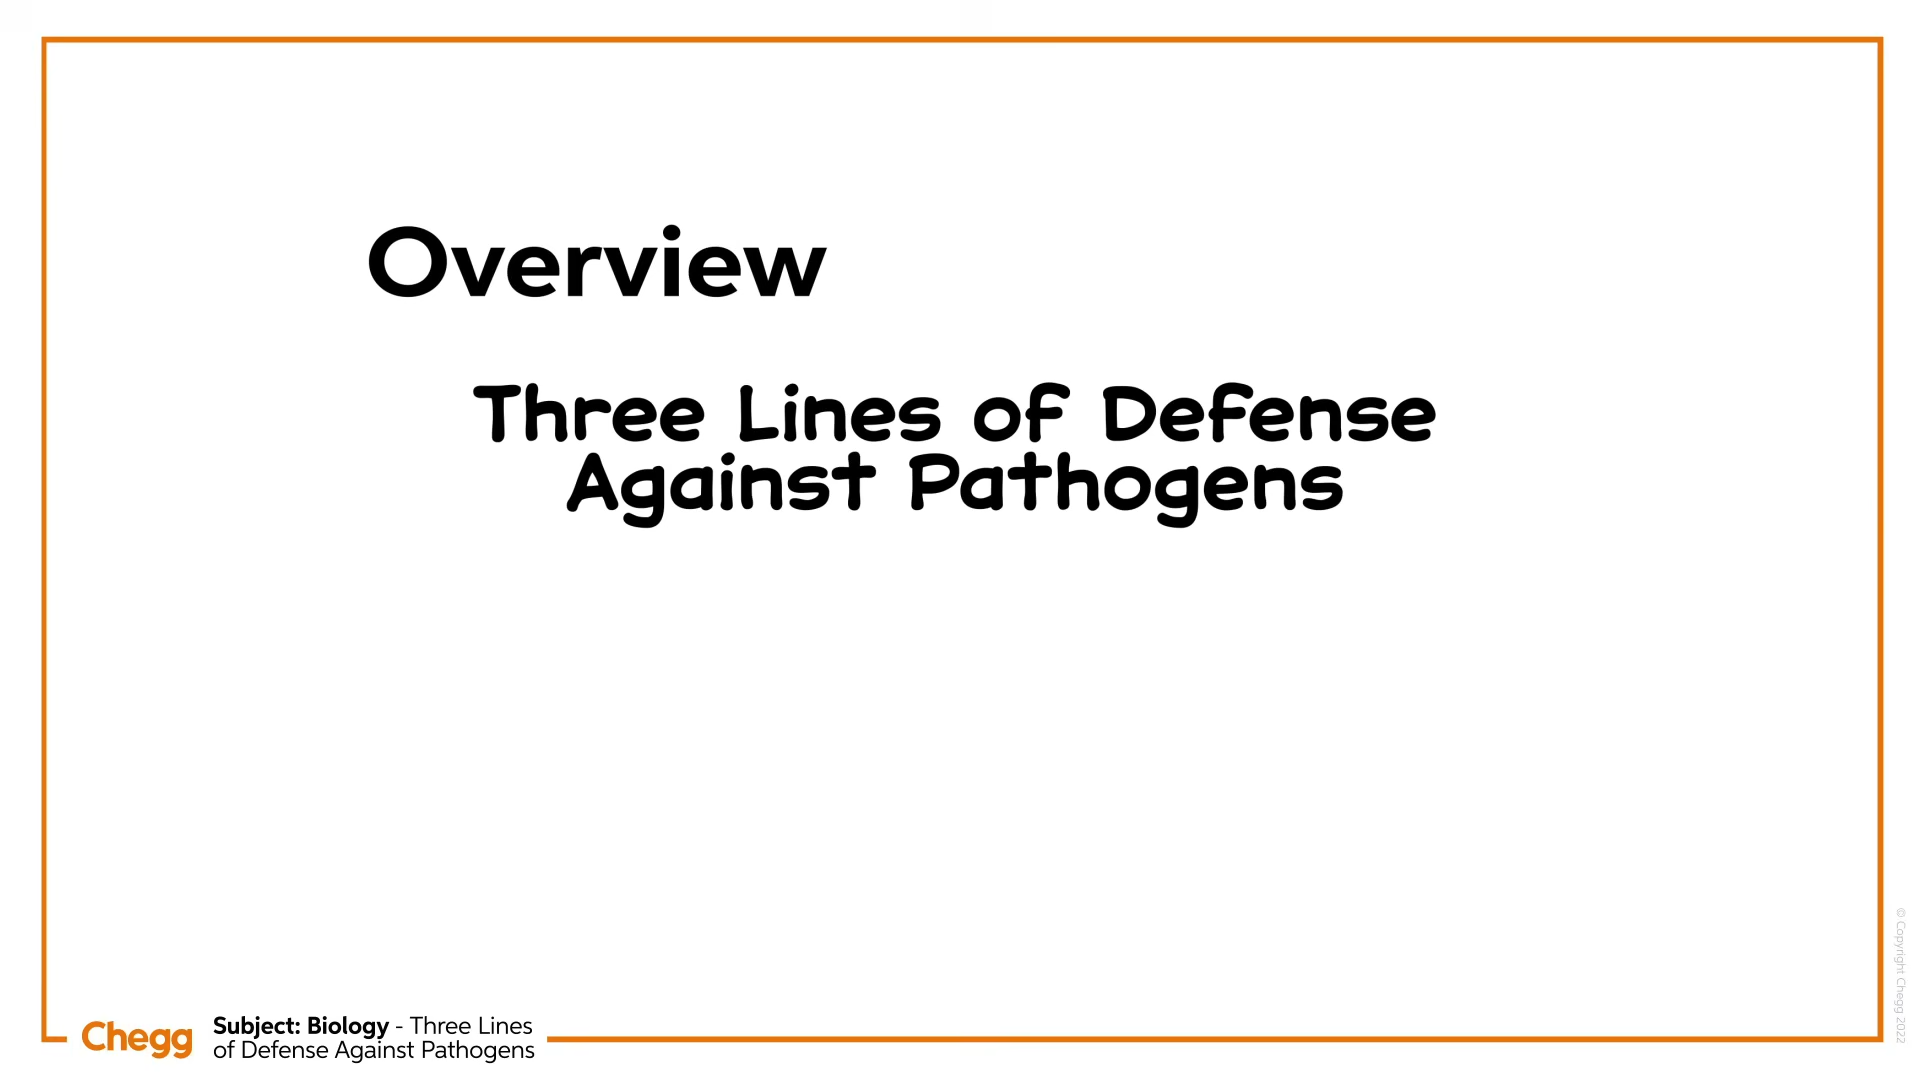 Overview
Three Lines of Defense
Against Pathogens
Chegg
Subject: Biology - Three Lines
of Defense Against Pathogens
© Copyright Chegg 2022